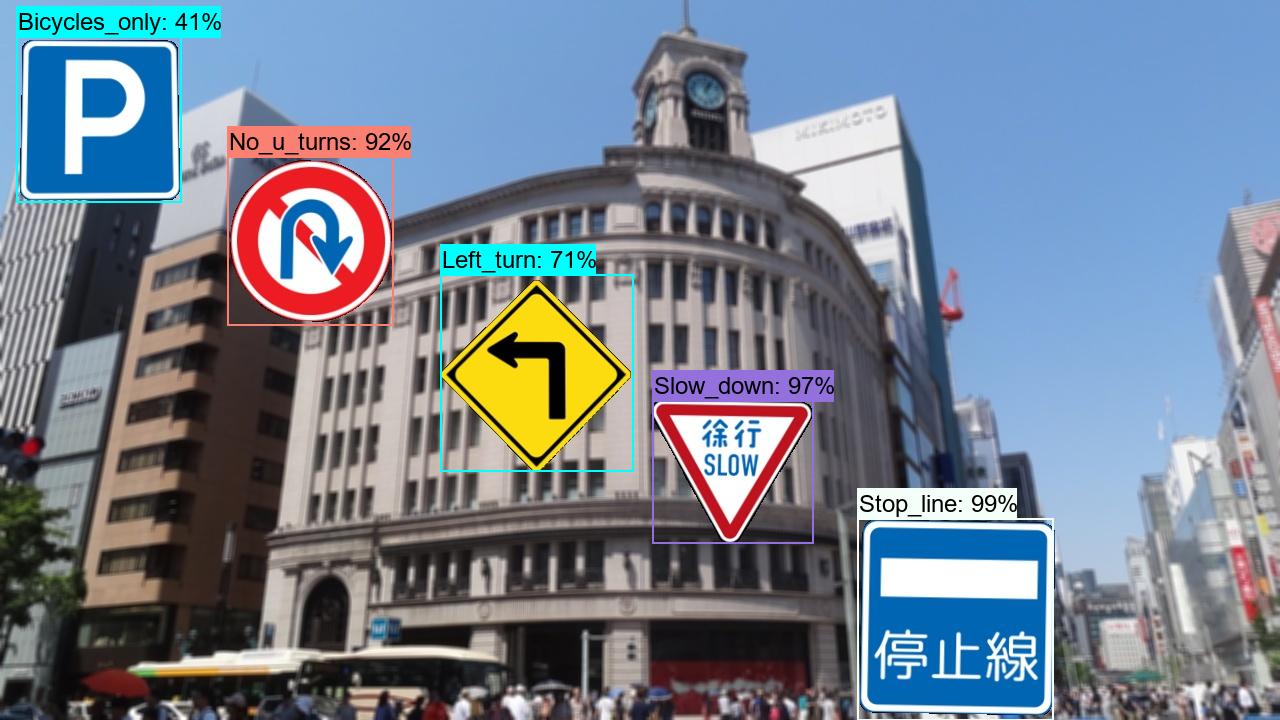 Bicycles_only: 41%
P
No_u_turns: 92%
MIKIMOTO
Left_turn: 71%
Slow_down: 97%
徐行
SLOW
Stop_line: 99%
停止線